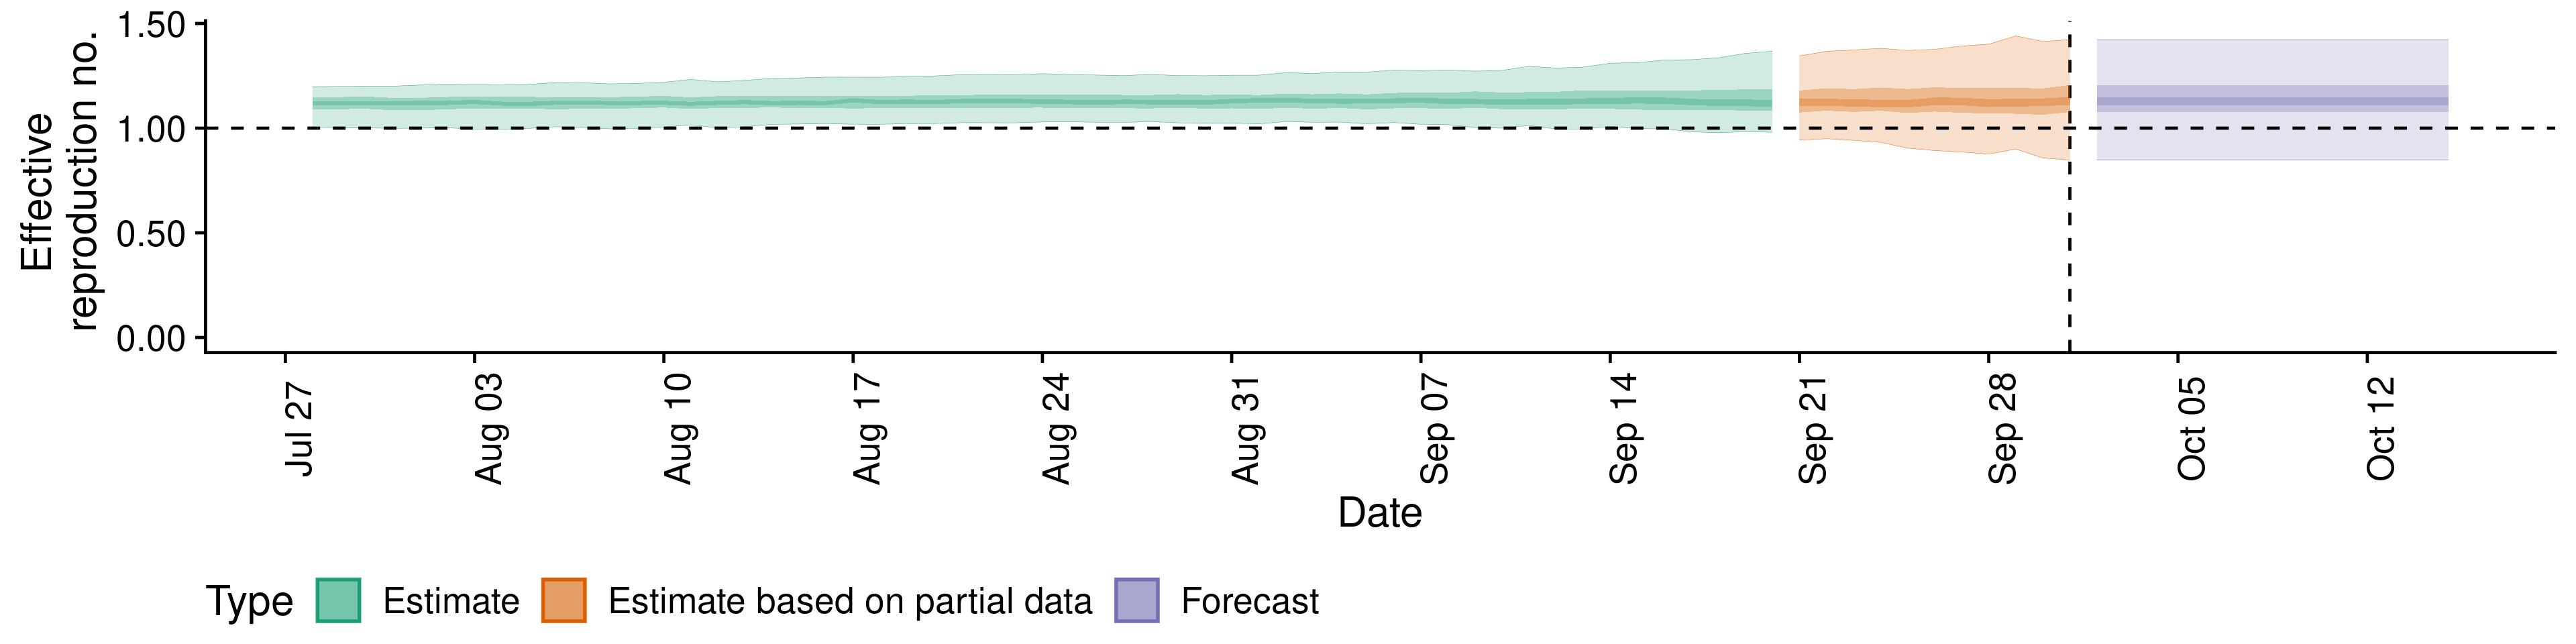 Effective
reproduction no.
1.50
1.00
0.50
0.00
Jul 27
Aug 03
Aug 10
Aug 17
Aug 24
Aug 31
Sep 07
Sep 14
Sep 21
Sep 28
Oct 05
Oct 12
Date
Type Estimate Estimate based on partial data Forecast